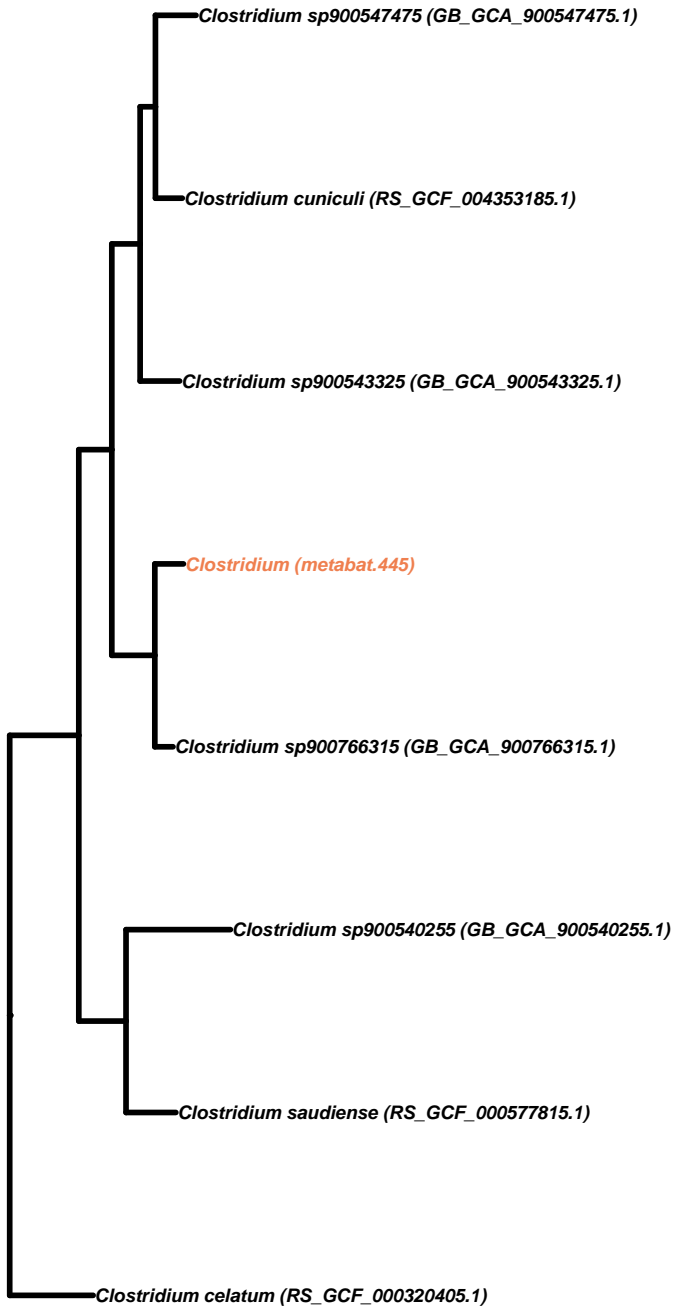 Clostridium sp900547475 (GB_GCA_900547475.1)
Clostridium cuniculi (RS_GCF_004353185.1)
Clostridium sp900543325 (GB_GCA_900543325.1)
Clostridium (metabat.445)
Clostridium sp900766315 (GB_GCA_900766315.1)
Clostridium sp900540255 (GB_GCA_900540255.1)
Clostridium saudiense (RS_GCF_000577815.1)
Clostridium celatum (RS_GCF_000320405.1)